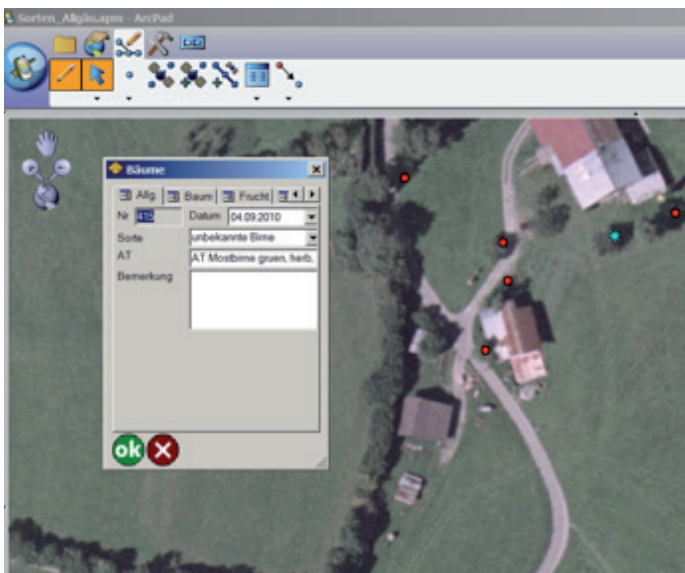 Sorten_Allgäu.apm - ArcPad
Bäume
Allg. Baum Frucht
Nr 415 Datum 04.09.2010
Sorte unbekannte Birne
AT AT Mostbirne gruen, herb,
Bemerkung
ok